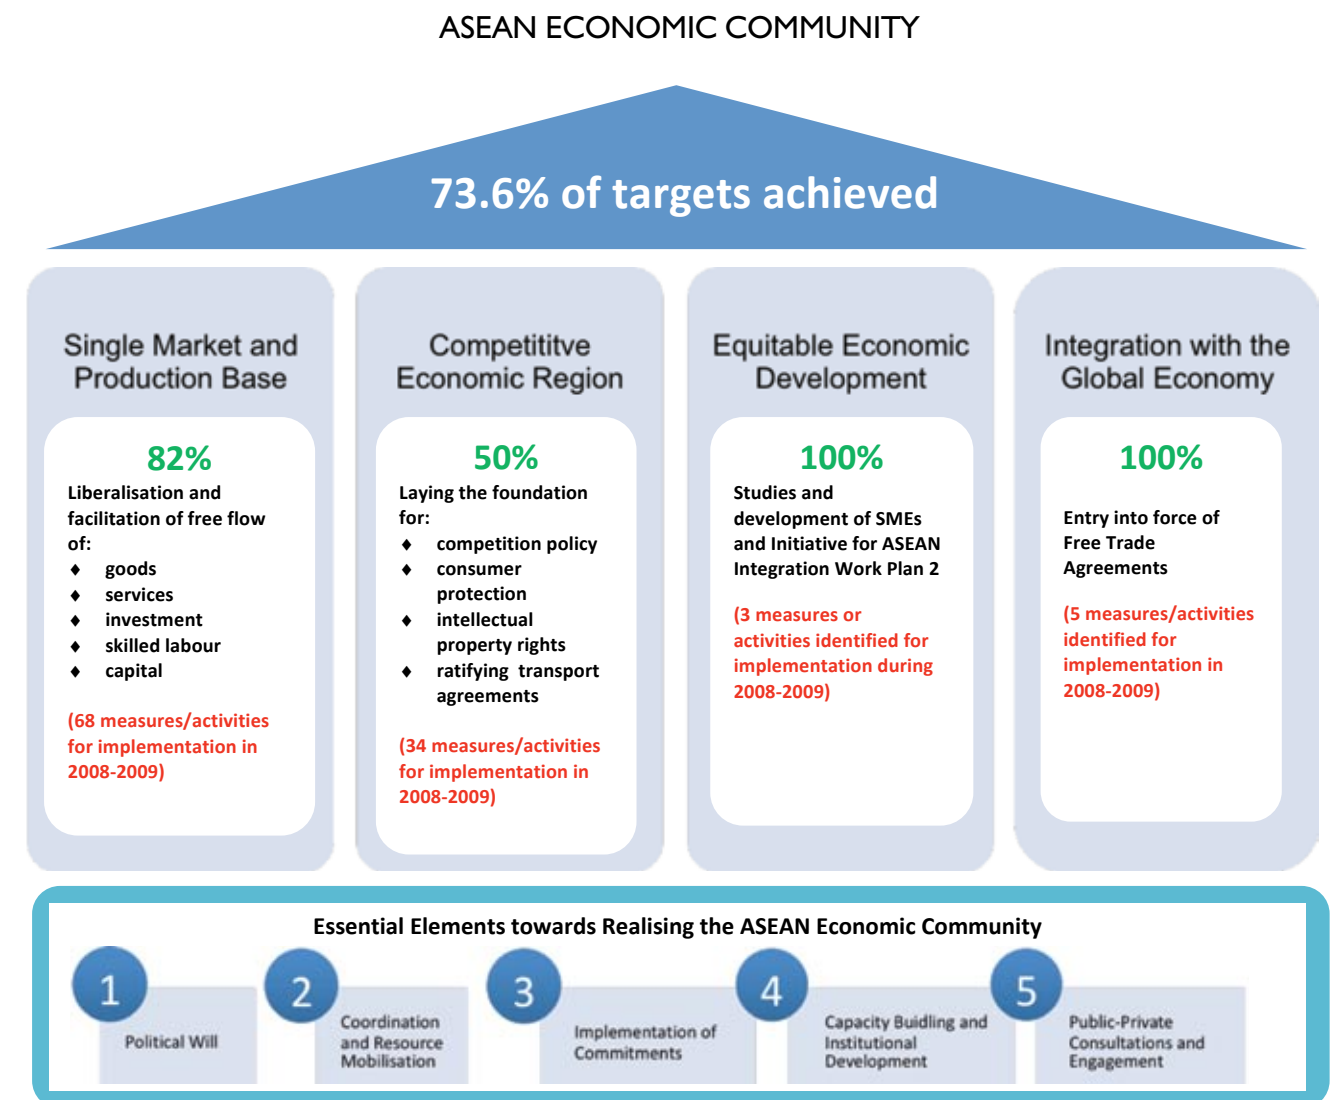 ASEAN ECONOMIC COMMUNITY
73.6% of targets achieved
Single Market and
Production Base
82%
Liberalisation and
facilitation of free flow
of:
♦ goods
♦ services
♦ investment
♦ skilled labour
♦ capital
(68 measures/activities
for implementation in
2008-2009)
Competititve
Economic Region
50%
Laying the foundation
for:
♦ competition policy
♦ consumer
protection
♦ intellectual
property rights
♦ ratifying transport
agreements
(34 measures/activities
for implementation in
2008-2009)
Equitable Economic
Development
100%
Studies and
development of SMEs
and Initiative for ASEAN
Integration Work Plan 2
(3 measures or
activities identified for
implementation during
2008-2009)
Integration with the
Global Economy
100%
Entry into force of
Free Trade
Agreements
(5 measures/activities
identified for
implementation in
2008-2009)
Essential Elements towards Realising the ASEAN Economic Community
1
Political Will
2
Coordination
and Resource
Mobilisation
3
Implementation of
Commitments
4
Capacity Buidling and
Institutional
Development
5
Public-Private
Consultations and
Engagement